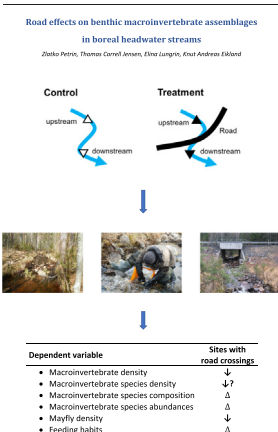 Road effects on benthic macroinvertebrate assemblages
in boreal headwater streams
Zlatko Petrin, Thomas Correll Jensen, Elina Lungrin, Knut Andreas Eikland
Control Treatment
upstream upstream
Road
downstream downstream
Dependent variable Sites with road crossings
• Macroinvertebrate density ↓
• Macroinvertebrate species density ↓?
• Macroinvertebrate species composition Δ
• Macroinvertebrate species abundances Δ
• Mayfly density ↓
• Feeding habits Δ